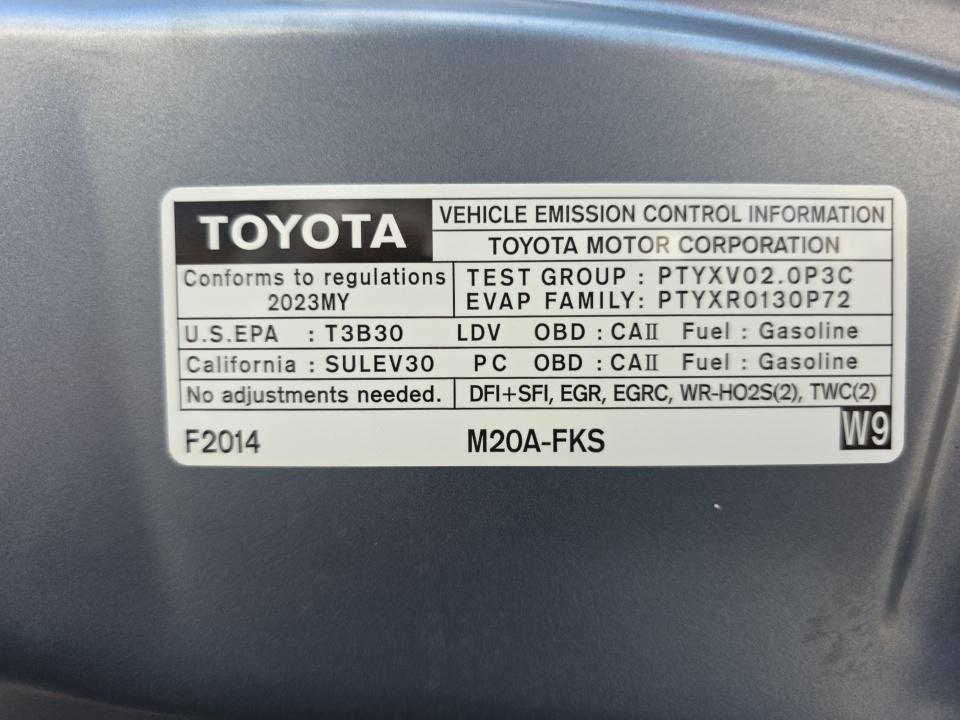 TOYOTA
VEHICLE EMISSION CONTROL INFORMATION
TOYOTA MOTOR CORPORATION
Conforms to regulations
2023MY
TEST GROUP : PTYXV02.0P3C
EVAP FAMILY: PTYXR0130P72
U.S.EPA : T3B30 LDV OBD : CAII Fuel : Gasoline
California : SULEV30 PC OBD : CAII Fuel : Gasoline
No adjustments needed. DFI+SFI, EGR, EGRC, WR-HO2S(2), TWC(2)
F2014 M20A-FKS W9